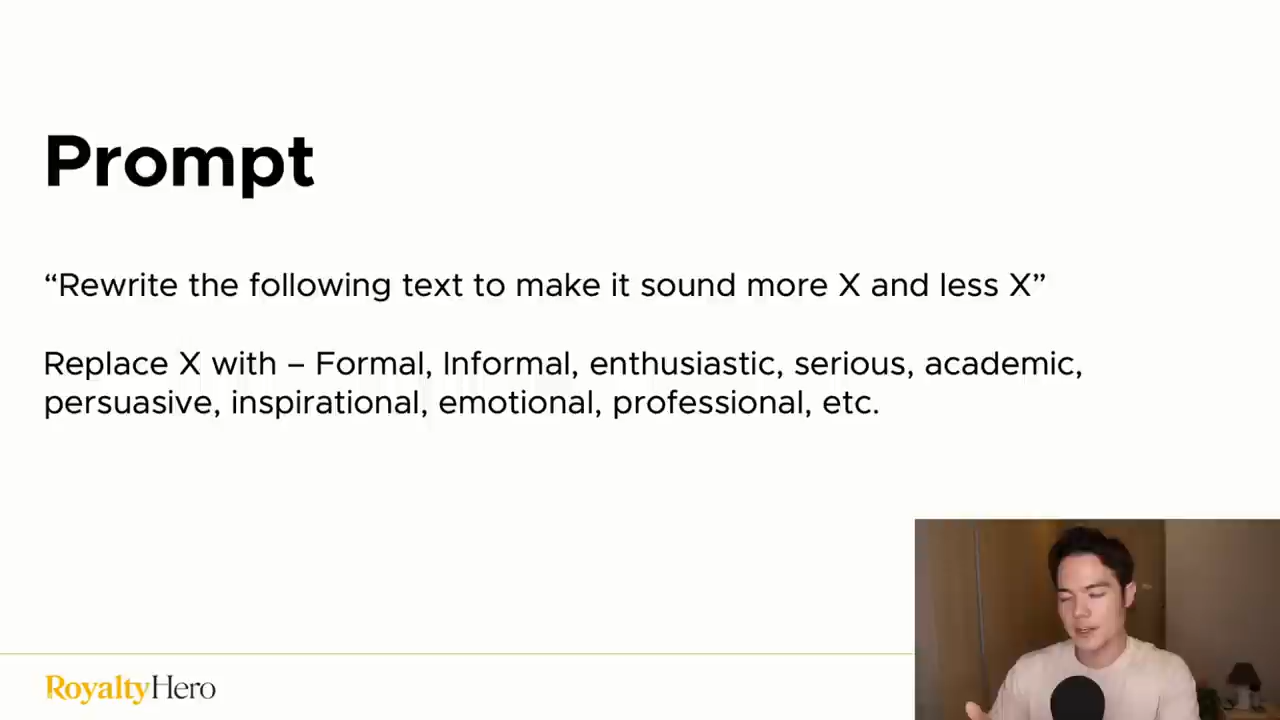 Prompt
“Rewrite the following text to make it sound more X and less X”
Replace X with – Formal, Informal, enthusiastic, serious, academic,
persuasive, inspirational, emotional, professional, etc.
RoyaltyHero